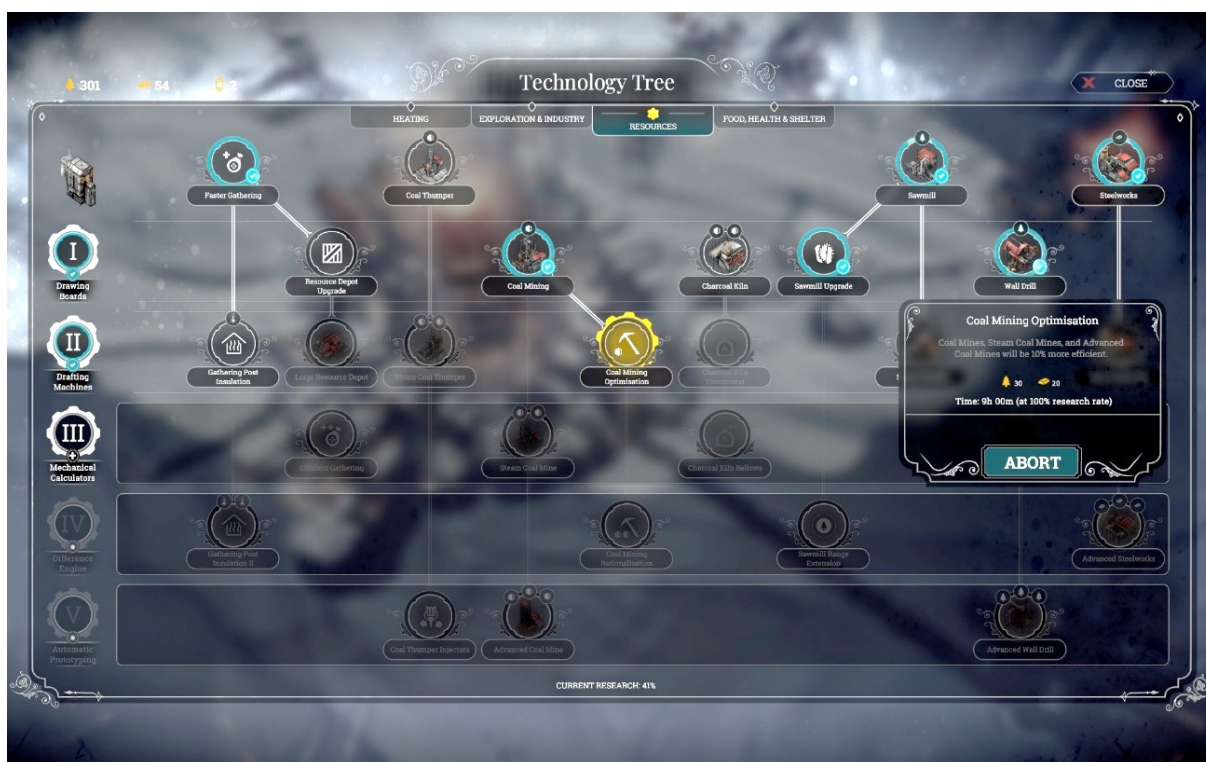 301 54 2
Technology Tree
CLOSE
HEATING
EXPLORATION & INDUSTRY
RESOURCES
FOOD, HEALTH & SHELTER
Faster Gathering
Coal Thumper
Sawmill
Steelworks
I
Drawing
Boards
Resource Depot
Upgrade
Coal Mining
Charcoal Kiln
Sawmill Upgrade
Wall Drill
II
Drafting
Machines
Gathering Post
Insulation
Large Resource Depot
Steam Coal Thumper
Coal Mining
Optimisation
Charcoal Kiln
Thermostat
S
Coal Mining Optimisation
Coal Mines, Steam Coal Mines, and Advanced
Coal Mines will be 10% more efficient.
30 20
Time: 9h 00m (at 100% research rate)
ABORT
III
Mechanical
Calculators
Efficient Gathering
Steam Coal Mine
Charcoal Kiln Bellows
IV
Difference
Engine
Gathering Post
Insulation II
Coal Mining
Rationalisation
Sawmill Range
Extension
Advanced Steelworks
V
Automatic
Prototyping
Coal Thumper Injectors
Advanced Coal Mine
Advanced Wall Drill
CURRENT RESEARCH: 41%